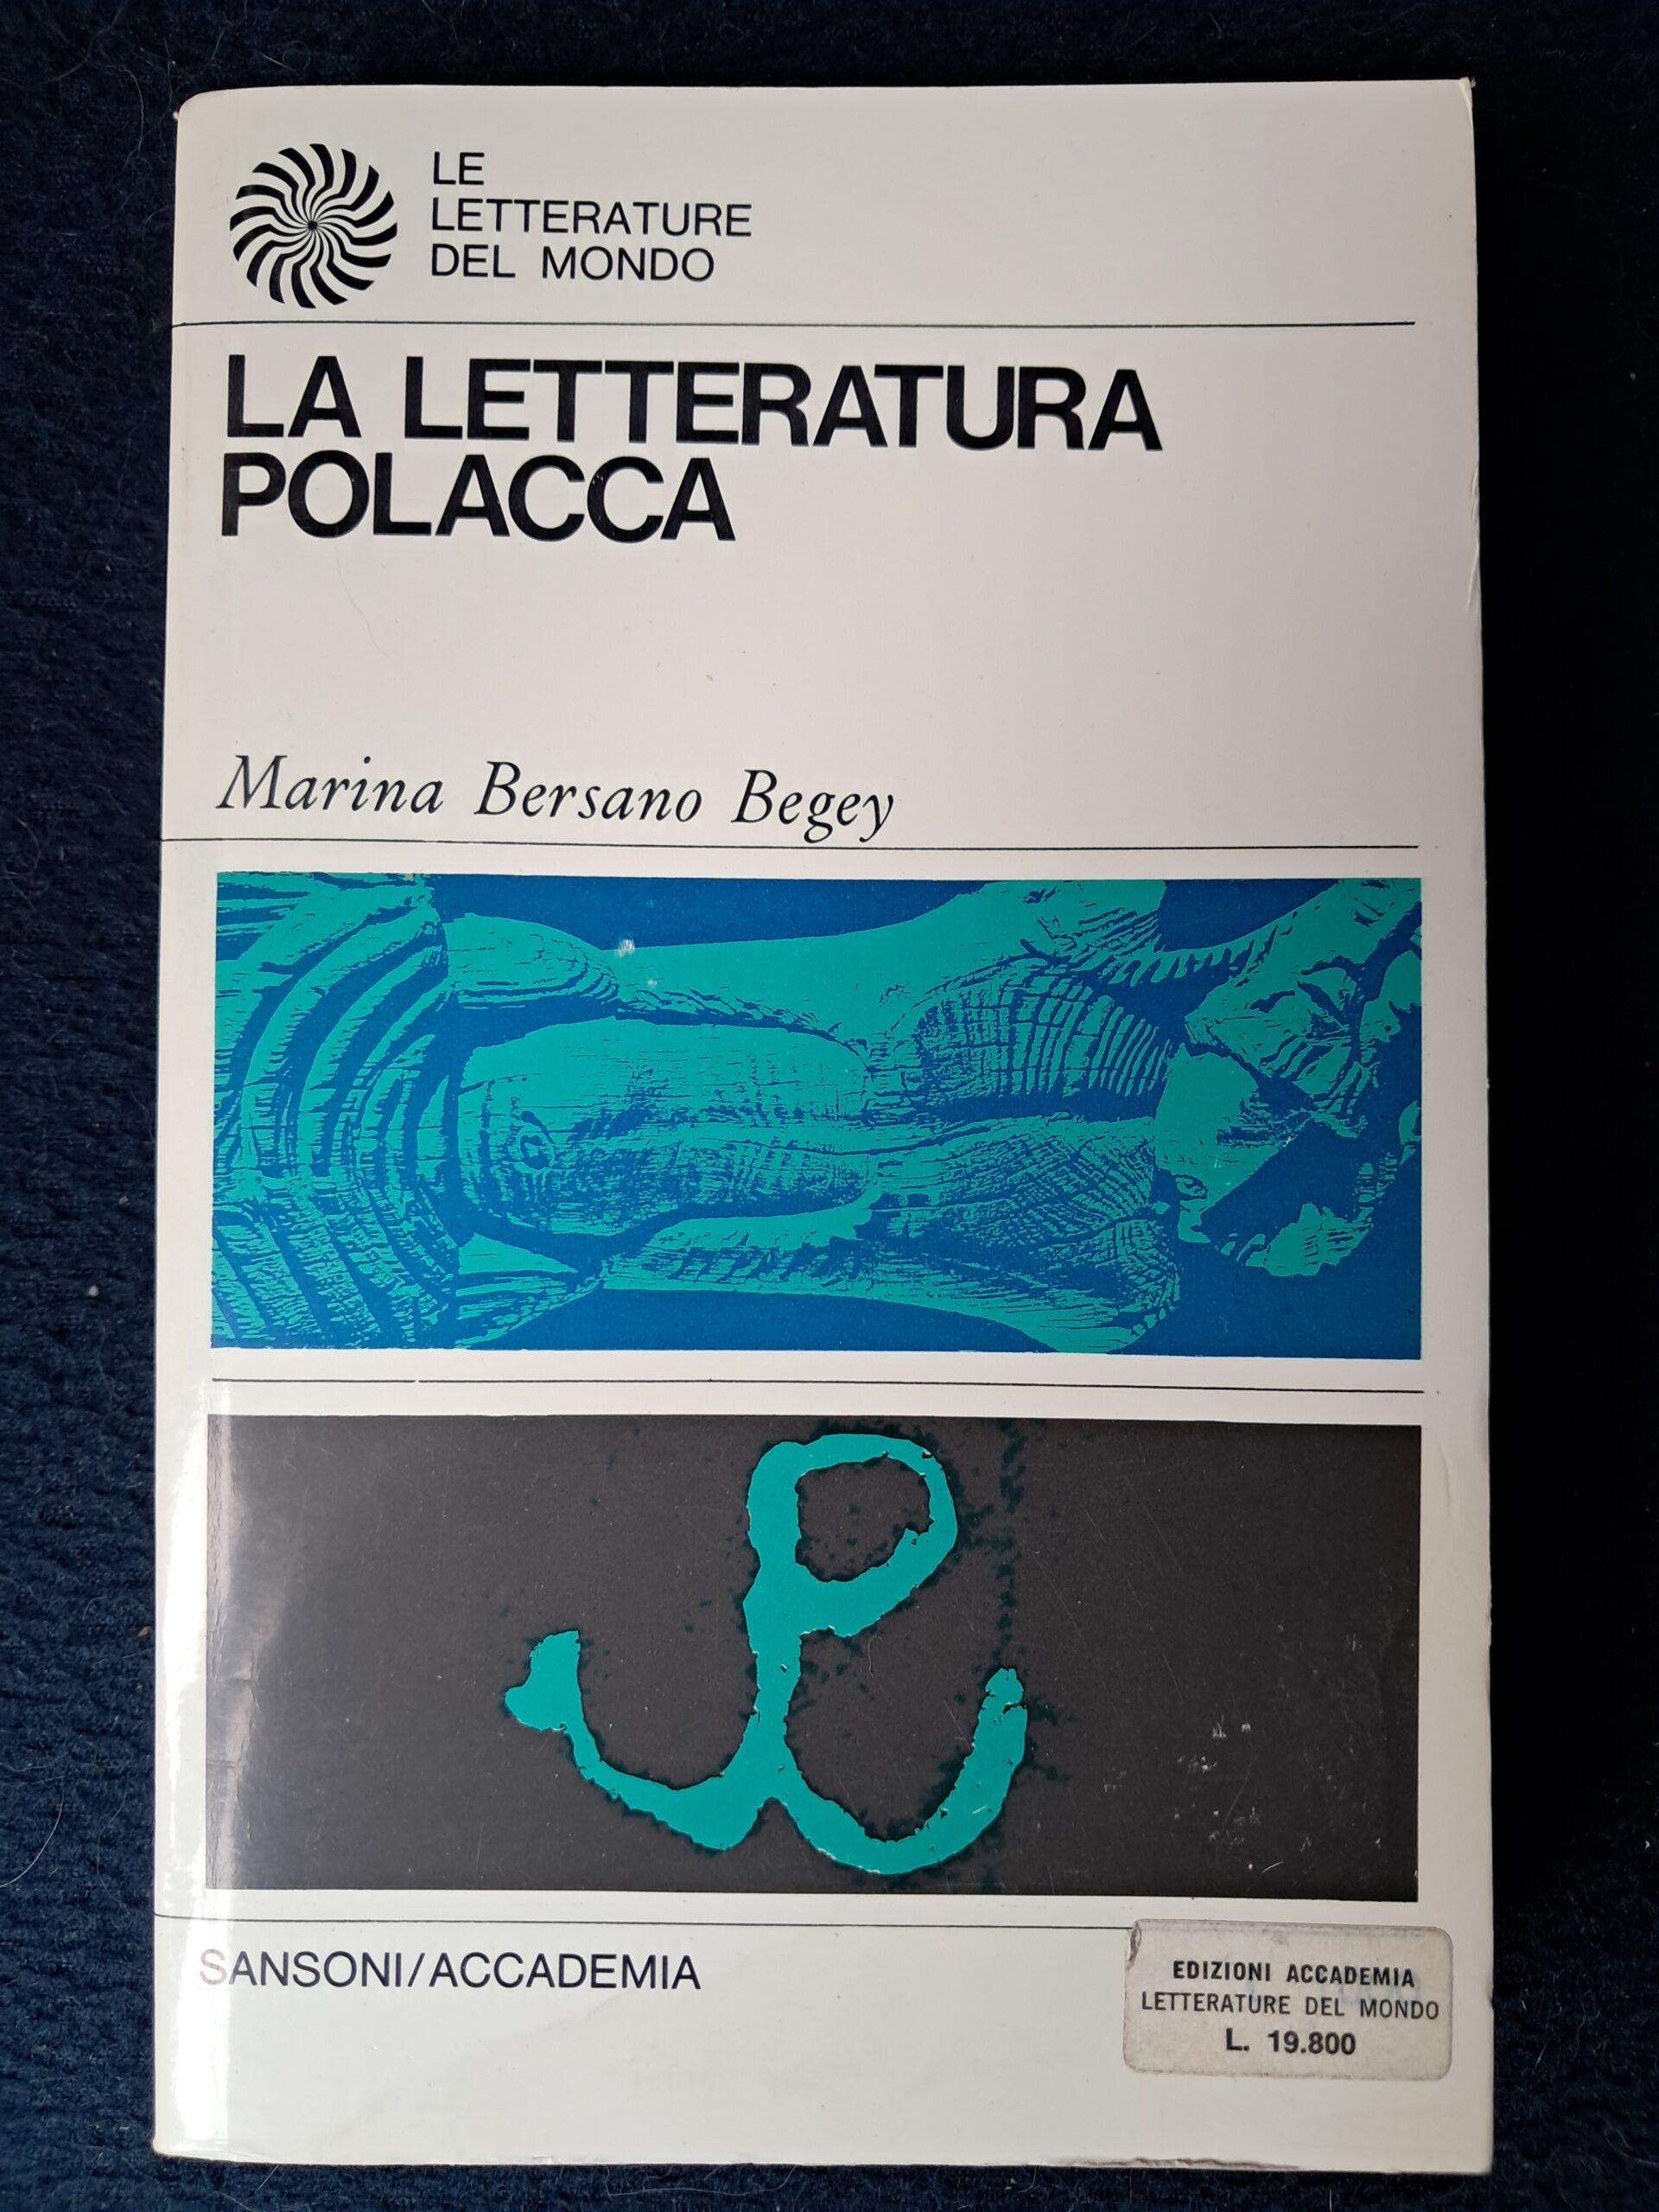 LE
LETTERATURE
DEL MONDO
LA LETTERATURA
POLACCA
Marina Bersano Begey
SANSONI/ACCADEMIA
EDIZIONI ACCADEMIA
LETTERATURE DEL MONDO
L. 19.800